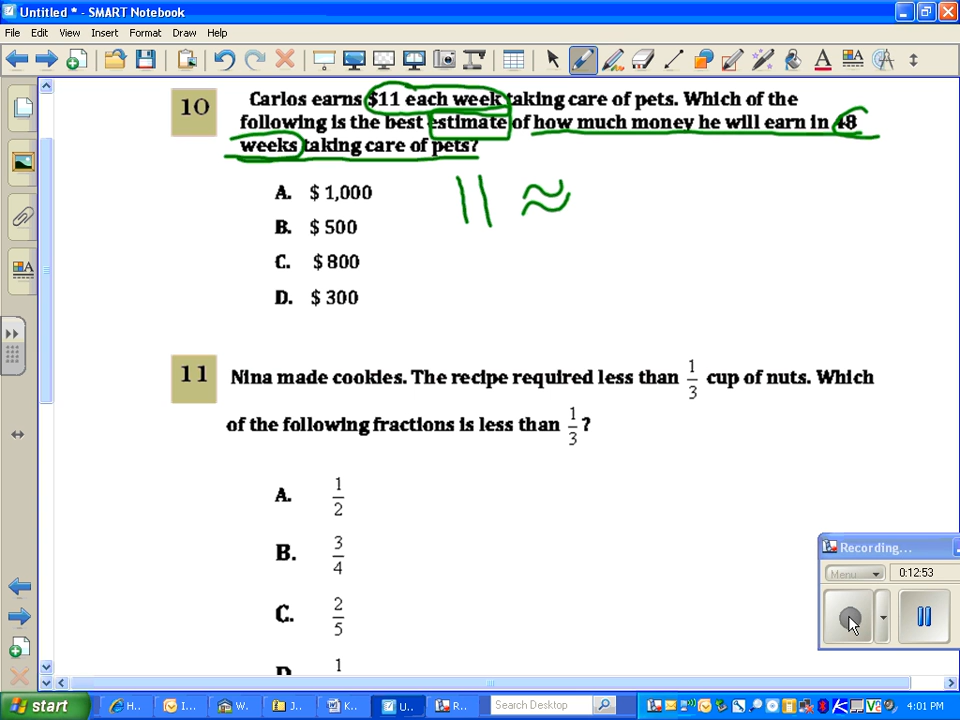 Untitled * - SMART Notebook
File Edit View Insert Format Draw Help
10 Carlos earns $11 each week taking care of pets. Which of the
following is the best estimate of how much money he will earn in 48
weeks taking care of pets?
A. $ 1,000
11 ≈
B. $ 500
C. $ 800
D. $ 300
11 Nina made cookies. The recipe required less than 1/3 cup of nuts. Which
of the following fractions is less than 1/3 ?
A. 1/2
B. 3/4
C. 2/5
D. 1
Recording...
Menu 0:12:53
start H... I... W... J... K... U... R... Search Desktop 4:01 PM